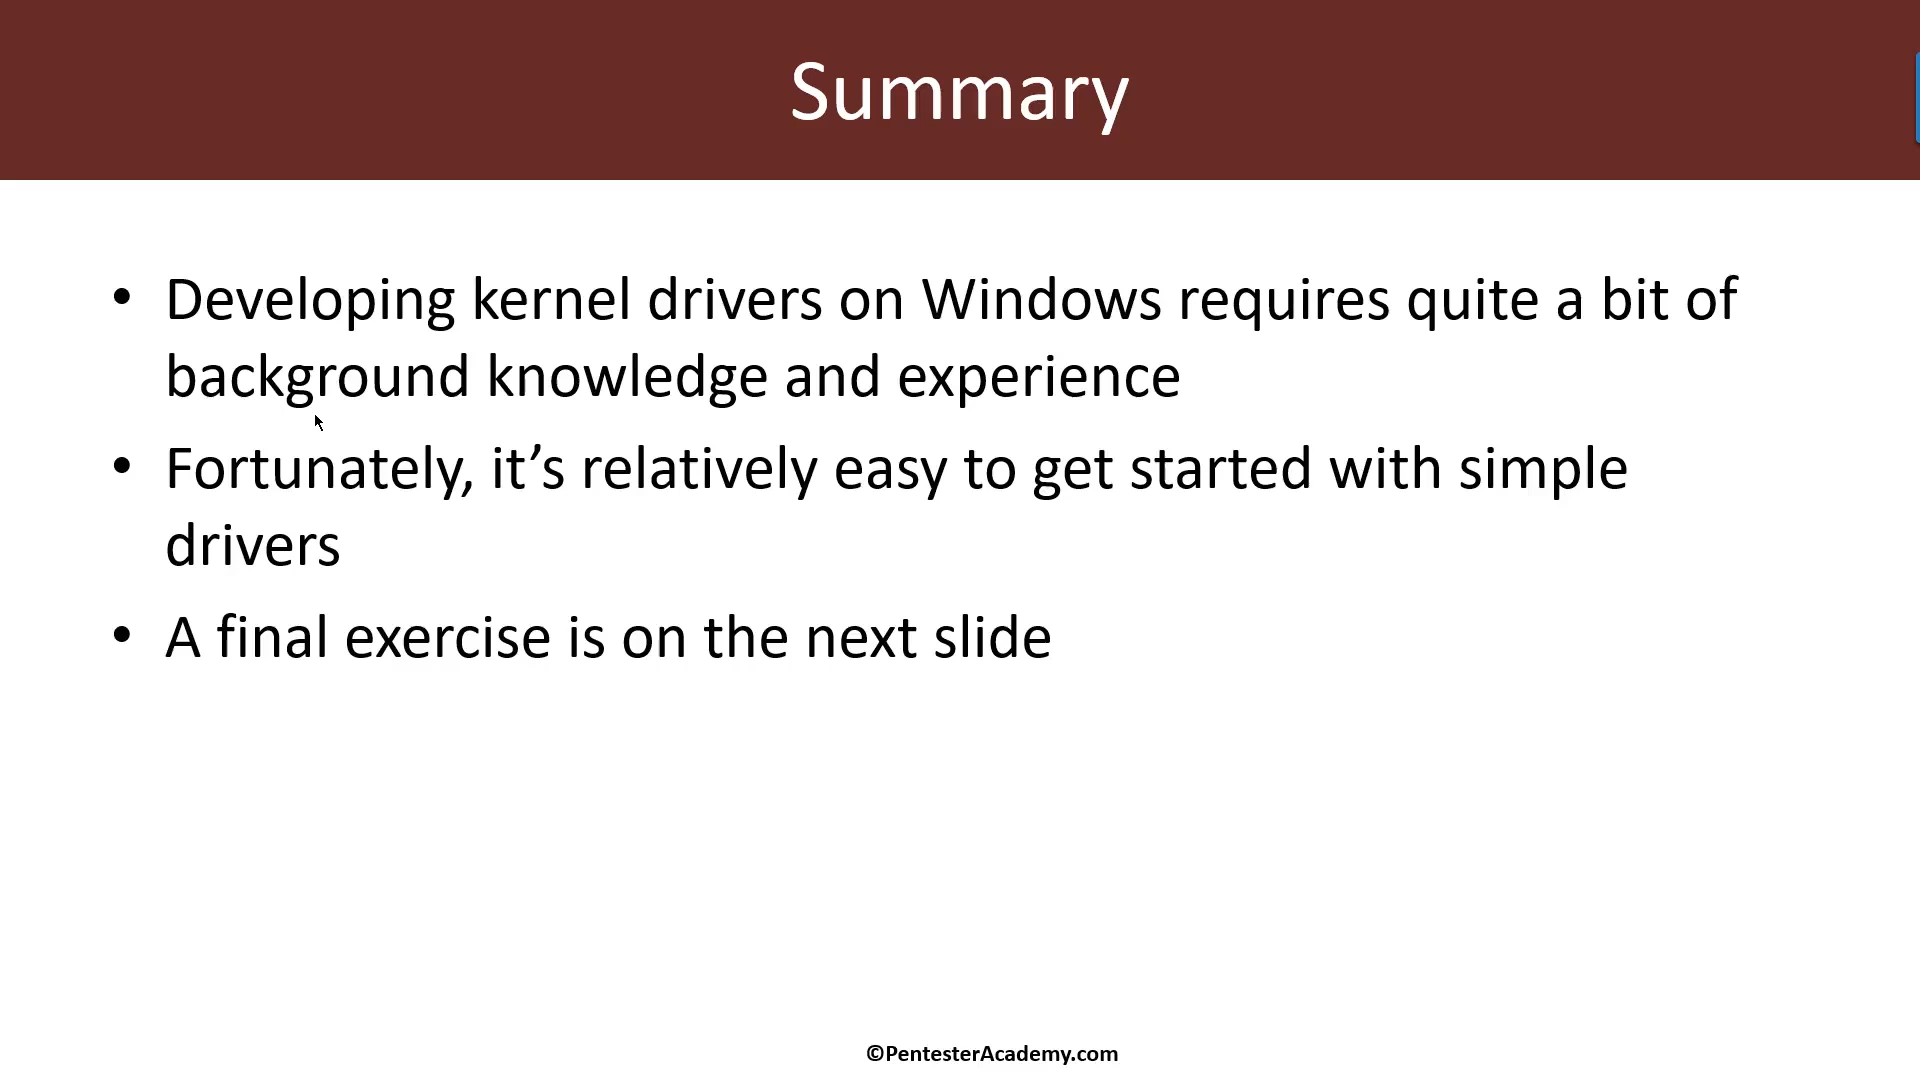 Summary
• Developing kernel drivers on Windows requires quite a bit of
background knowledge and experience
• Fortunately, it’s relatively easy to get started with simple
drivers
• A final exercise is on the next slide
©PentesterAcademy.com